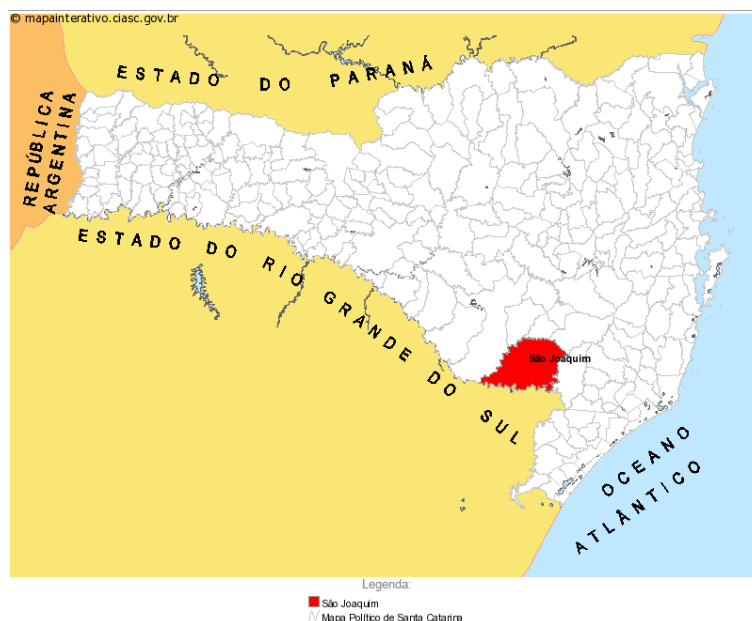 © mapainterativo.ciasc.gov.br
ESTADO DO PARANÁ
REPÚBLICA
ARGENTINA
ESTADO DO RIO GRANDE DO SUL
São Joaquim
OCEANO
ATLÂNTICO
Legenda:
São Joaquim
Mapa Político de Santa Catarina